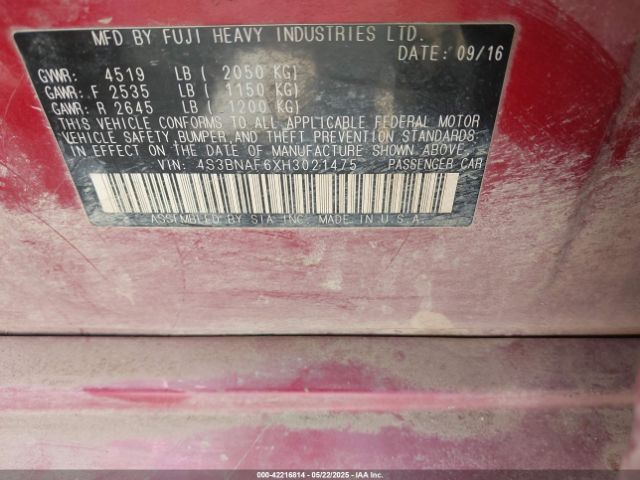 MFD BY FUJI HEAVY INDUSTRIES LTD.
DATE: 09/16
GVWR: 4519 LB ( 2050 KG)
GAWR: F 2535 LB ( 1150 KG)
GAWR: R 2645 LB ( 1200 KG)
THIS VEHICLE CONFORMS TO ALL APPLICABLE FEDERAL MOTOR
VEHICLE SAFETY, BUMPER, AND THEFT PREVENTION STANDARDS
IN EFFECT ON THE DATE OF MANUFACTURE SHOWN ABOVE.
VIN: 4S3BNAF6XH3021475 PASSENGER CAR
ASSEMBLED BY SIA INC. MADE IN U.S.A.
000-42216814 - 05/22/2025 - IAAI, Inc.